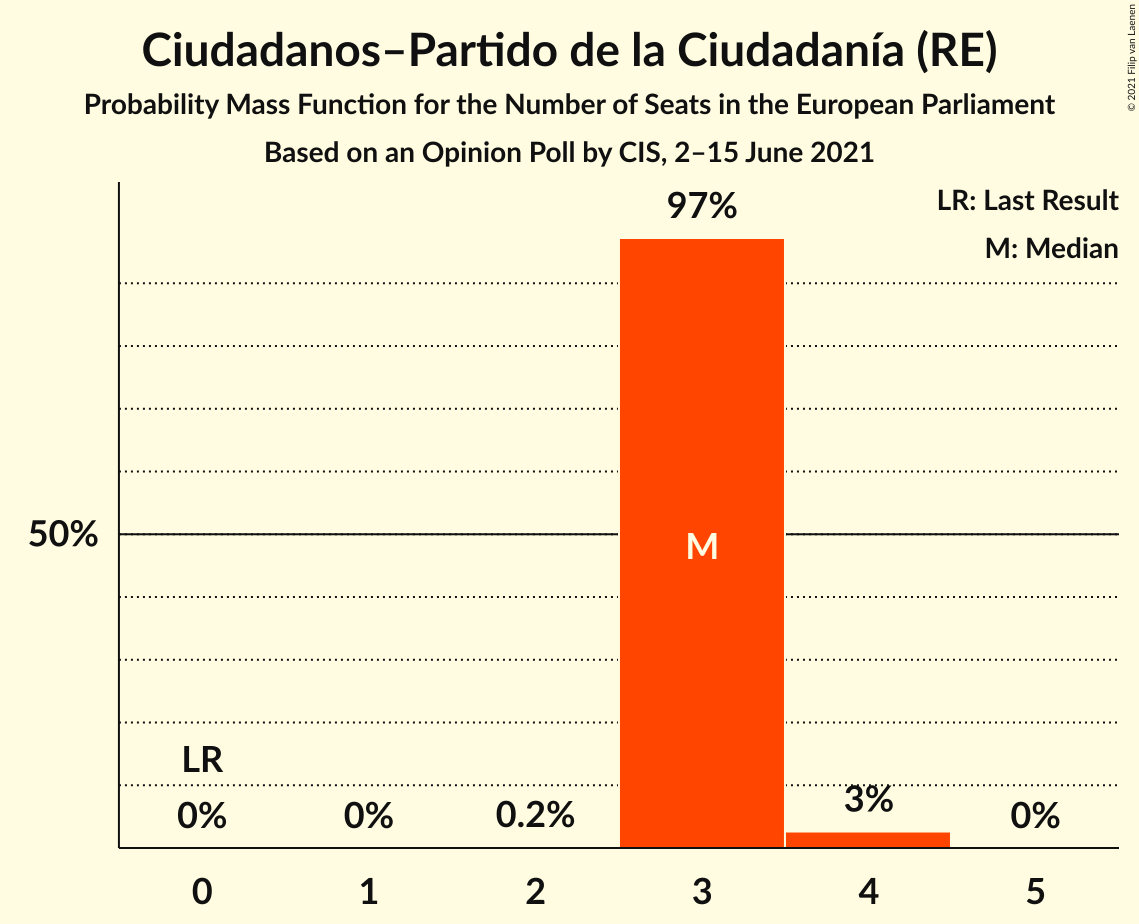 Ciudadanos–Partido de la Ciudadanía (RE)
Probability Mass Function for the Number of Seats in the European Parliament
Based on an Opinion Poll by CIS, 2–15 June 2021
© 2021 Filip van Laenen
LR: Last Result
M: Median
97%
50%
M
LR
0%
0%
0.2%
3%
0%
0
1
2
3
4
5